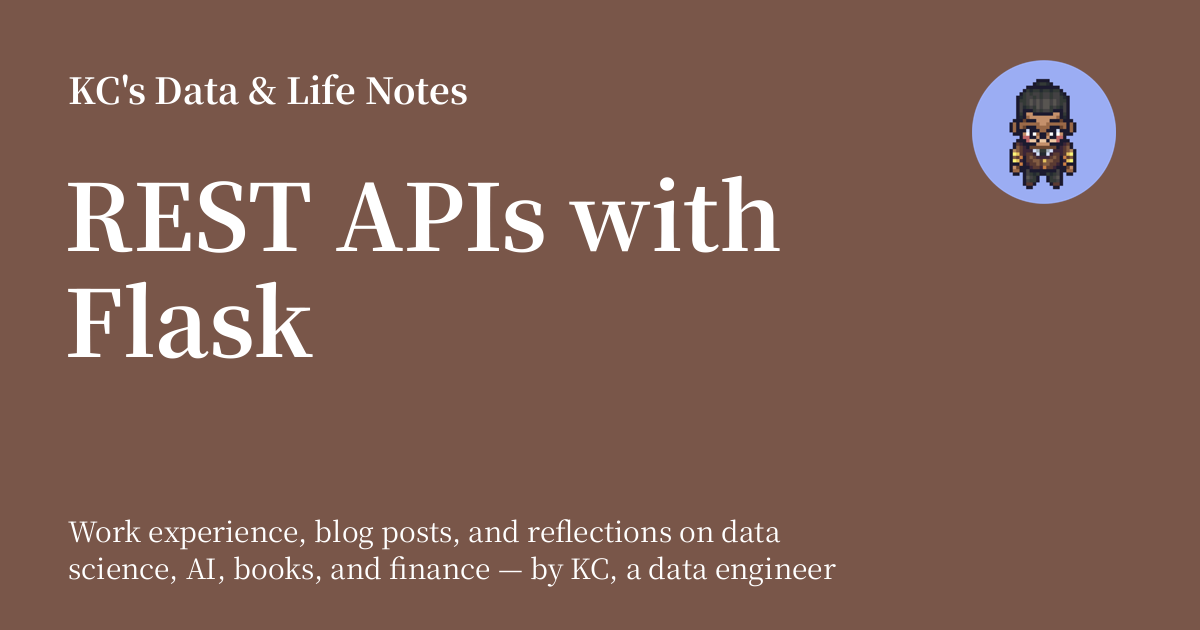 KC's Data & Life Notes
REST APIs with
Flask
Work experience, blog posts, and reflections on data
science, AI, books, and finance — by KC, a data engineer